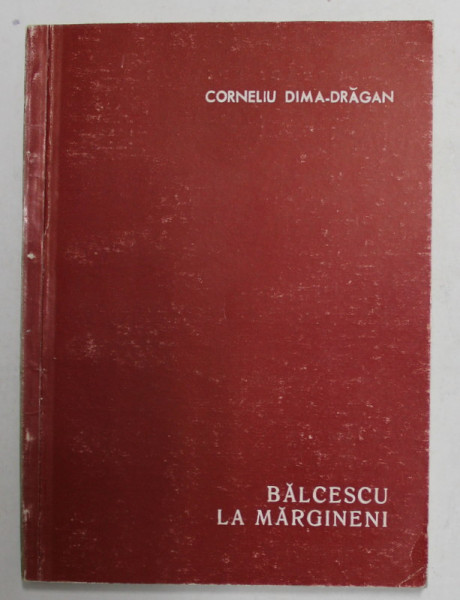 CORNELIU DIMA-DRĂGAN
BĂLCESCU
LA MĂRGINENI